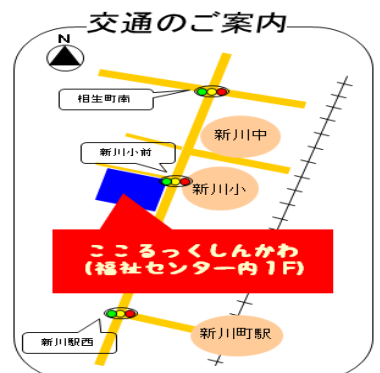 交通のご案内
N
相生町南
新川中
新川小前
新川小
こころっくしんかわ
(福祉センター内1F)
新川駅西
新川町駅